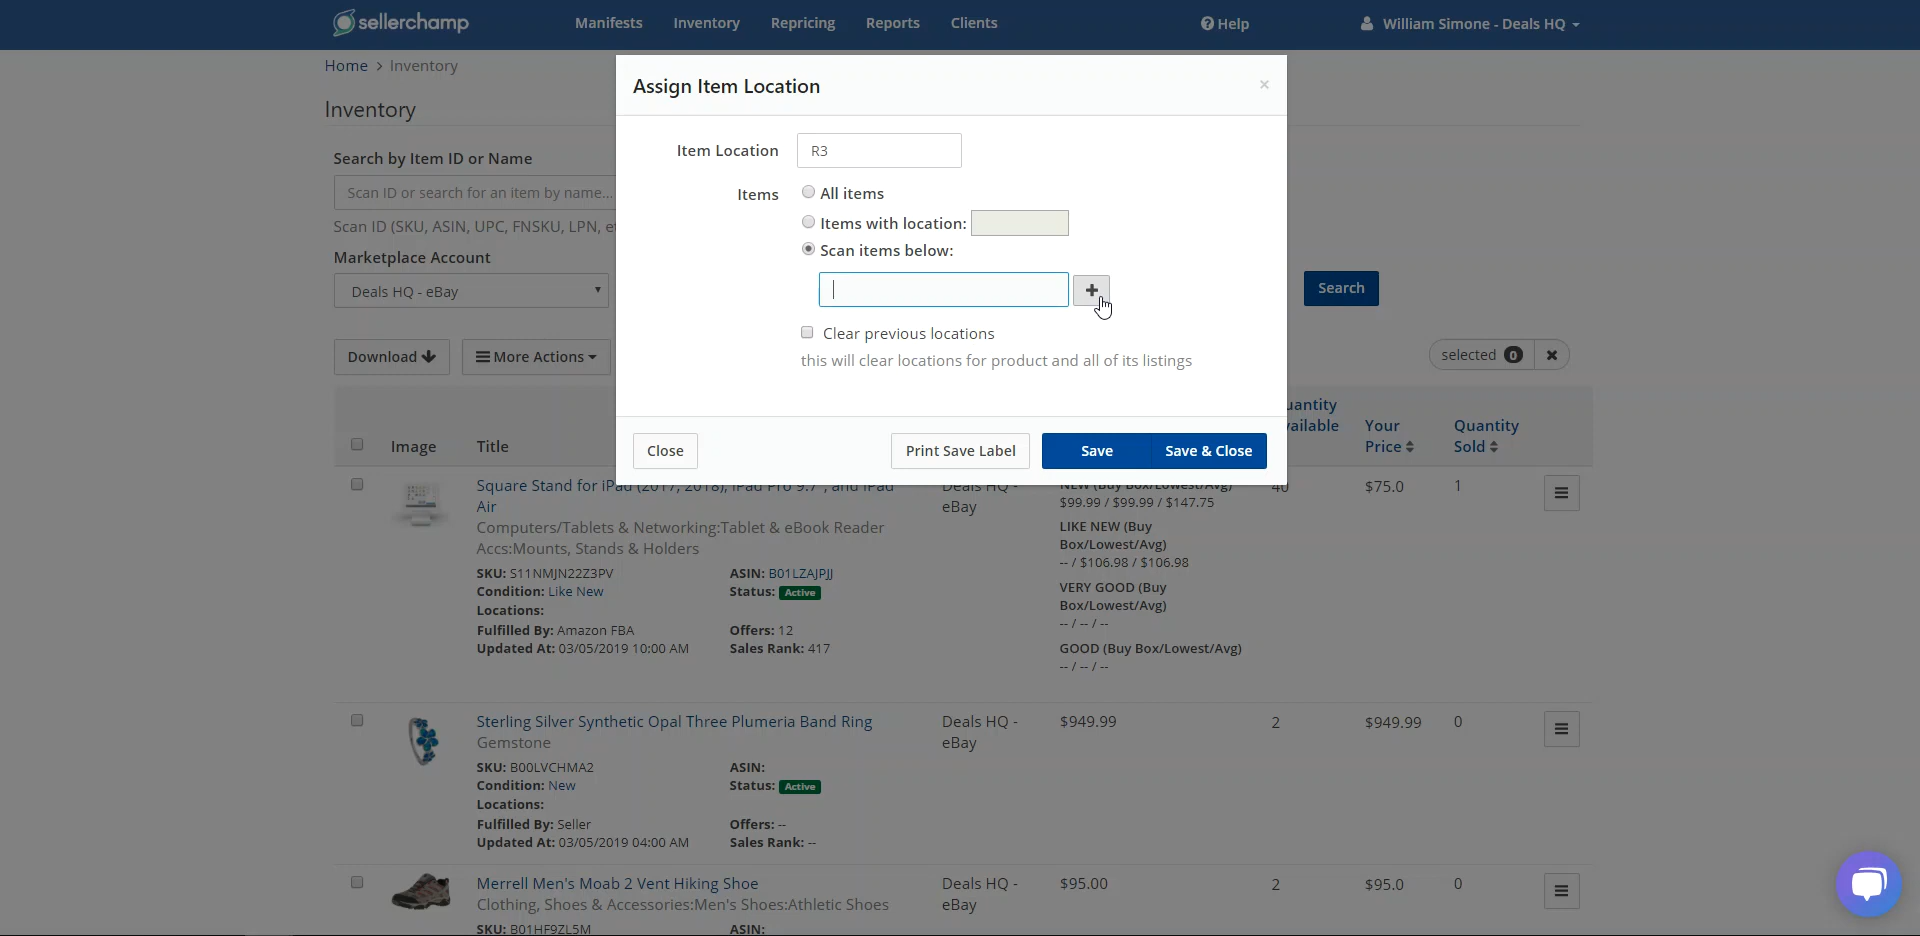 sellerchamp
Manifests Inventory Repricing Reports Clients
Help
William Simone - Deals HQ
Home > Inventory
Inventory
Search by Item ID or Name
Scan ID or search for an item by name...
Scan ID (SKU, ASIN, UPC, FNSKU, LPN,
Marketplace Account
Deals HQ - eBay
Search
Download
More Actions
selected 0
Assign Item Location
×
Item Location R3
Items
All items
Items with location:
Scan items below:
Clear previous locations
this will clear locations for product and all of its listings
Close
Print Save Label
Save
Save & Close
Image Title
Your
Price
Quantity
Sold
Square Stand for iPad (2017, 2018), iPad Pro 9.7", and iPad
Air
Computers/Tablets & Networking:Tablet & eBook Reader
Accs:Mounts, Stands & Holders
SKU: S11NMJN22Z3PV
ASIN: B01LZAJPJJ
Condition: Like New
Status: Active
Locations:
Fulfilled By: Amazon FBA
Offers: 12
Updated At: 03/05/2019 10:00 AM
Sales Rank: 417
Deals HQ -
eBay
NEW (Buy Box/Lowest/Avg)
$99.99 / $99.99 / $147.75
LIKE NEW (Buy
Box/Lowest/Avg)
-- / $106.98 / $106.98
VERY GOOD (Buy
Box/Lowest/Avg)
-- / -- / --
GOOD (Buy Box/Lowest/Avg)
-- / -- / --
40
$75.0
1
Sterling Silver Synthetic Opal Three Plumeria Band Ring
Gemstone
SKU: B00LVCHMA2
ASIN:
Condition: New
Status: Active
Locations:
Fulfilled By: Seller
Offers: --
Updated At: 03/05/2019 04:00 AM
Sales Rank: --
Deals HQ -
eBay
$949.99
2
$949.99
0
Merrell Men's Moab 2 Vent Hiking Shoe
Clothing, Shoes & Accessories:Men's Shoes:Athletic Shoes
SKU: B01HF9ZL5M
ASIN:
Deals HQ -
eBay
$95.00
2
$95.0
0